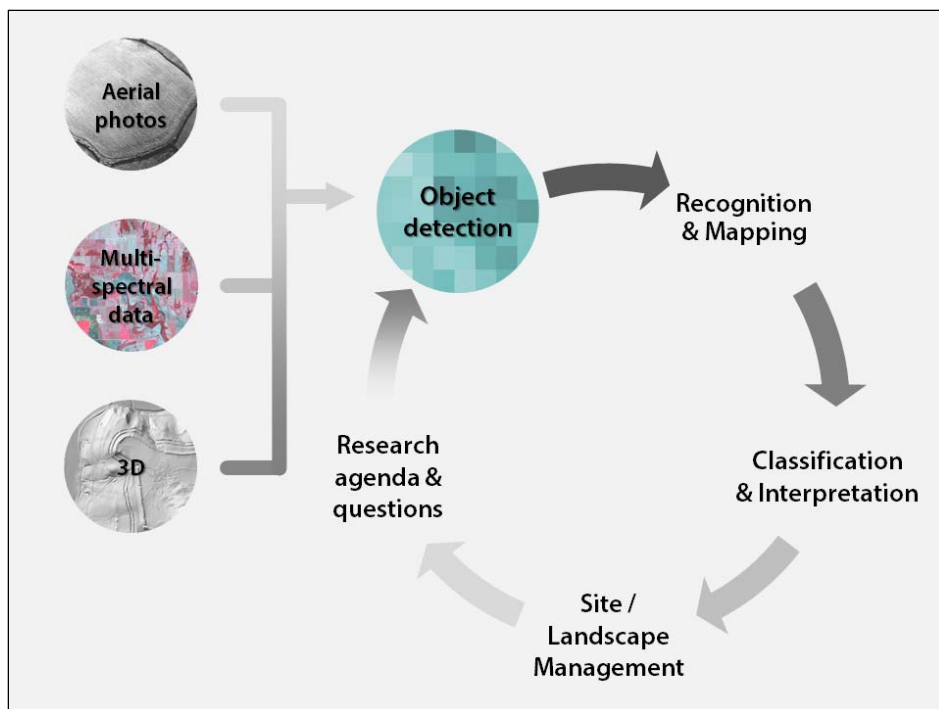 Aerial
photos
Multi-
spectral
data
3D
Object
detection
Recognition
& Mapping
Classification
& Interpretation
Site /
Landscape
Management
Research
agenda &
questions